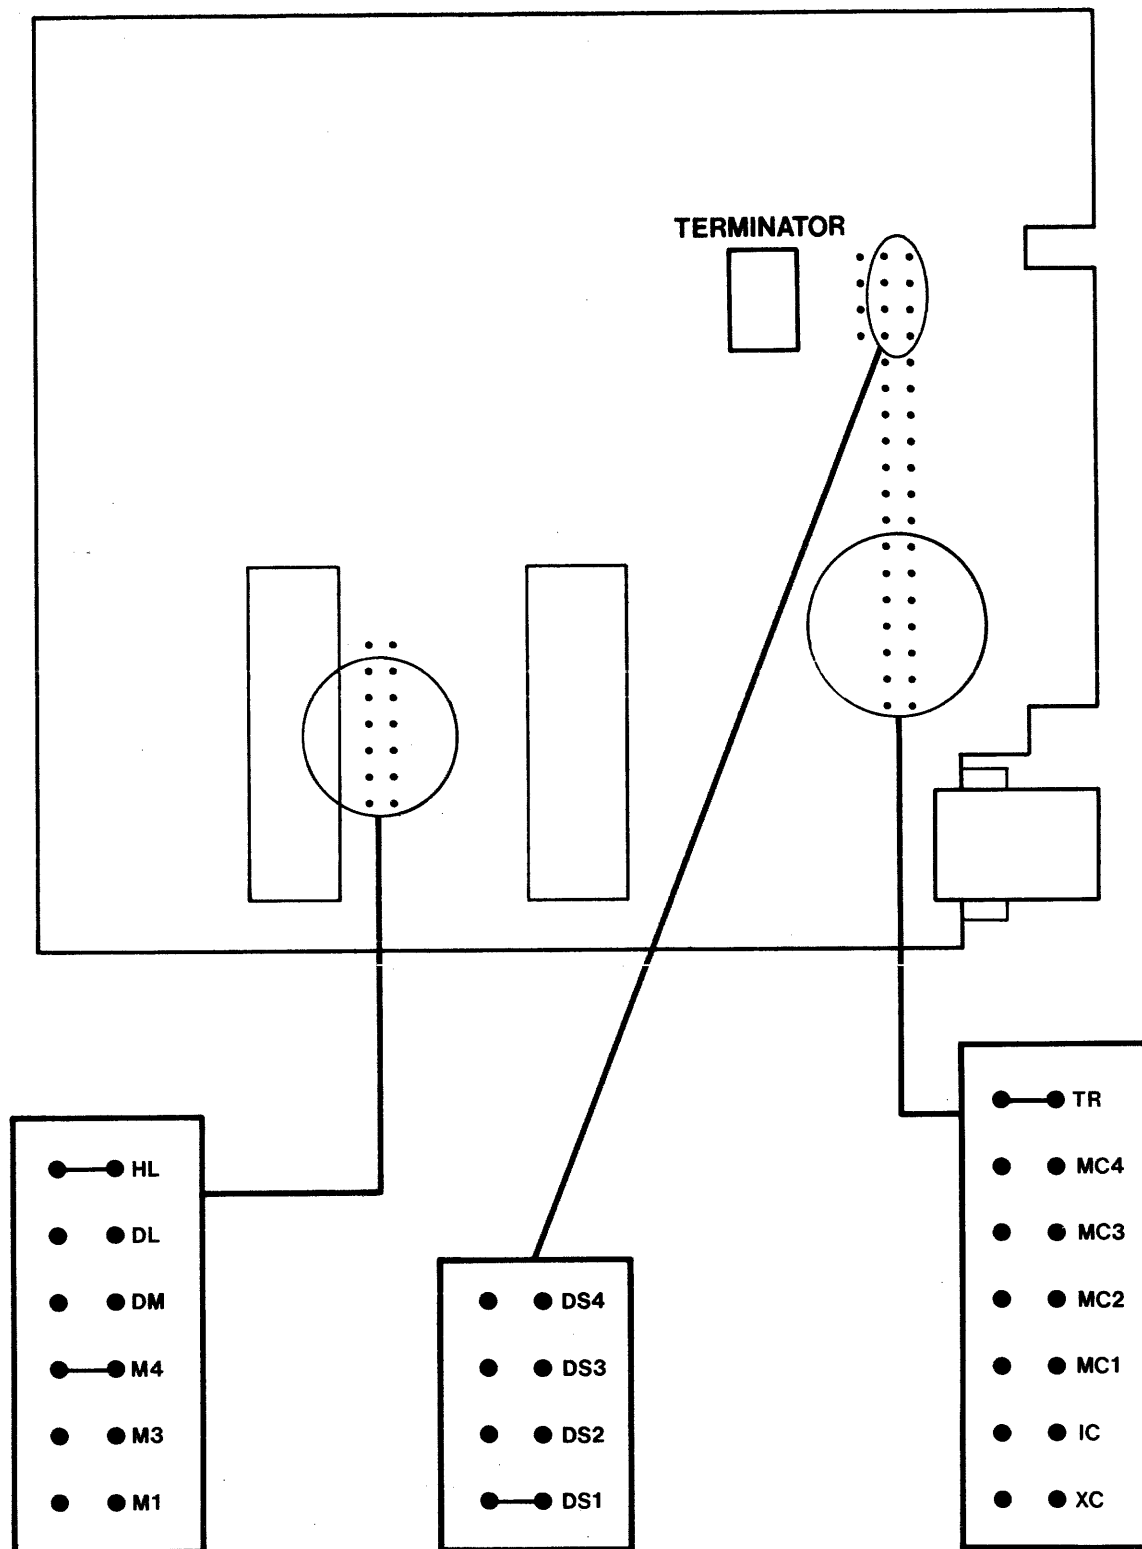 TERMINATOR
HL
DL
DM
M4
M3
M1
DS4
DS3
DS2
DS1
TR
MC4
MC3
MC2
MC1
IC
XC